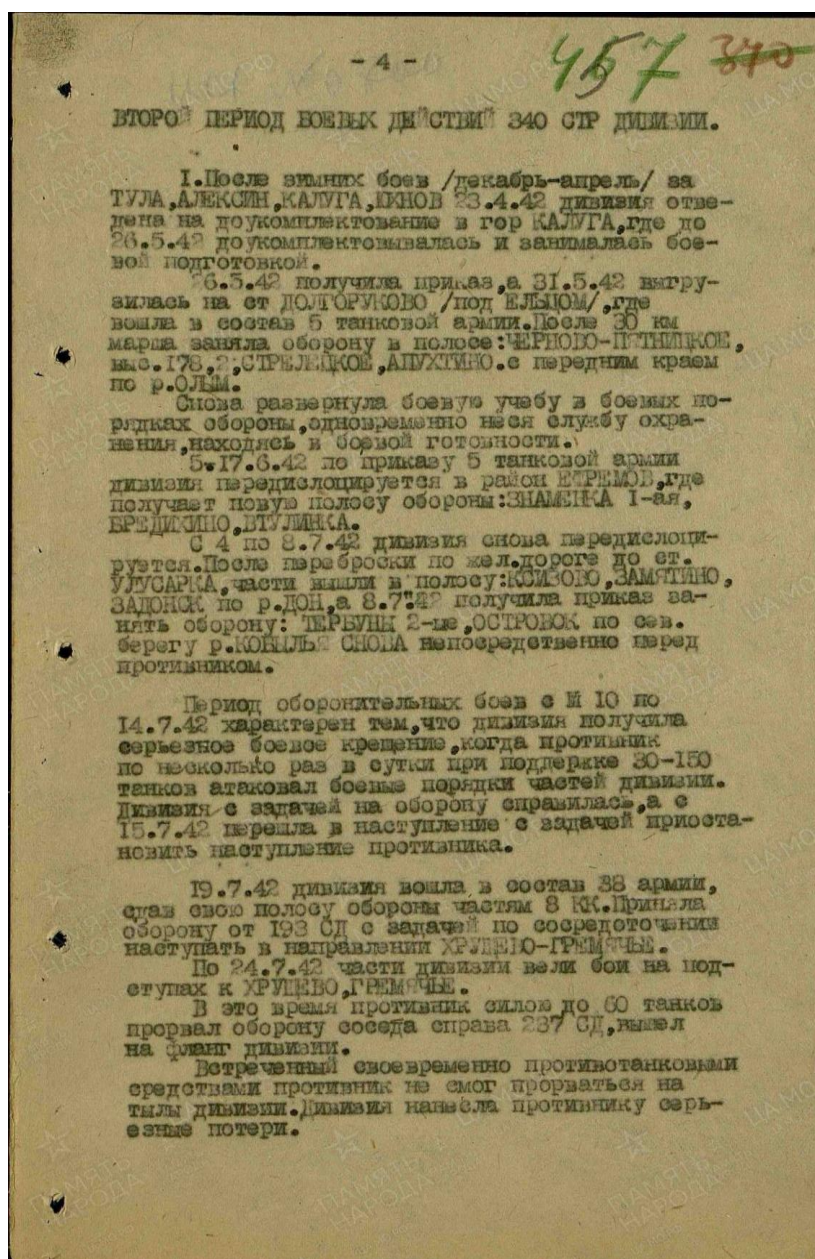 - 4 -
457 370
ВТОРОЙ ПЕРИОД БОЕВЫХ ДЕЙСТВИЙ 340 СТР ДИВИЗИИ.
I.После зимних боев /декабрь-апрель/ за
ТУЛА,АЛЕКСИН,КАЛУГА,ЮХНОВ 23.4.42 дивизия отве-
дена на доукомплектование в гор КАЛУГА,где до
26.5.42 доукомплектовывалась и занималась бое-
вой подготовкой.
26.5.42 получила приказ,а 31.5.42 выгру-
зилась на ст ДОЛГОРУКОВО /под ЕЛЬЦОМ/,где
вошла в состав 5 танковой армии.После 30 км
марша заняла оборону в полосе:ЧЕРНОВО-ПЯТНИЦКОЕ,
выс.178,2;СТРЕЛЕЦКОЕ,АПУХТИНО.с передним краем
по р.ОЛЫМ.
Снова развернула боевую учебу в боевых по-
рядках обороны,одновременно неся службу охра-
нения,находясь в боевой готовности.
5.17.6.42 по приказу 5 танковой армии
дивизия передислоцируется в район ЕФРЕМОВ,где
получает новую полосу обороны:ЗНАМЕНКА I-ая,
БРЕДИХИНО,ВТУЛИНКА.
С 4 по 8.7.42 дивизия снова передислоци-
руется.После переброски по жел.дороге до ст.
УЛУСАРКА,части вышли в полосу:КСИЗОВО,ЗАМЯТИНО,
ЗАДОНСК по р.ДОН,а 8.7.42 получила приказ за-
нять оборону: ТЕРБУНЫ 2-ые,ОСТРОВОК по сев.
берегу р.КОБЫЛЬЯ СНОВА непосредственно перед
противником.
Период оборонительных боев с 10 по
14.7.42 характерен тем,что дивизия получила
серьезное боевое крещение,когда противник
по несколько раз в сутки при поддержке 30-150
танков атаковал боевые порядки частей дивизии.
Дивизия с задачей на оборону справилась,а с
15.7.42 перешла в наступление с задачей приоста-
новить наступление противника.
19.7.42 дивизия вошла в состав 38 армии,
сдав свою полосу обороны частям 8 КК.Приняла
оборону от 193 СД с задачей по сосредоточении
наступать в направлении ХРУЩЕВО-ГРЕМЯЧЬЕ.
По 24.7.42 части дивизии вели бои на под-
ступах к ХРУЩЕВО,ГРЕМЯЧЬЕ.
В это время противник силою до 60 танков
прорвал оборону соседа справа 237 СД,вышел
на фланг дивизии.
Встреченный своевременно противотанковыми
средствами противник не смог прорваться на
тылы дивизии.Дивизия нанесла противнику серь-
езные потери.